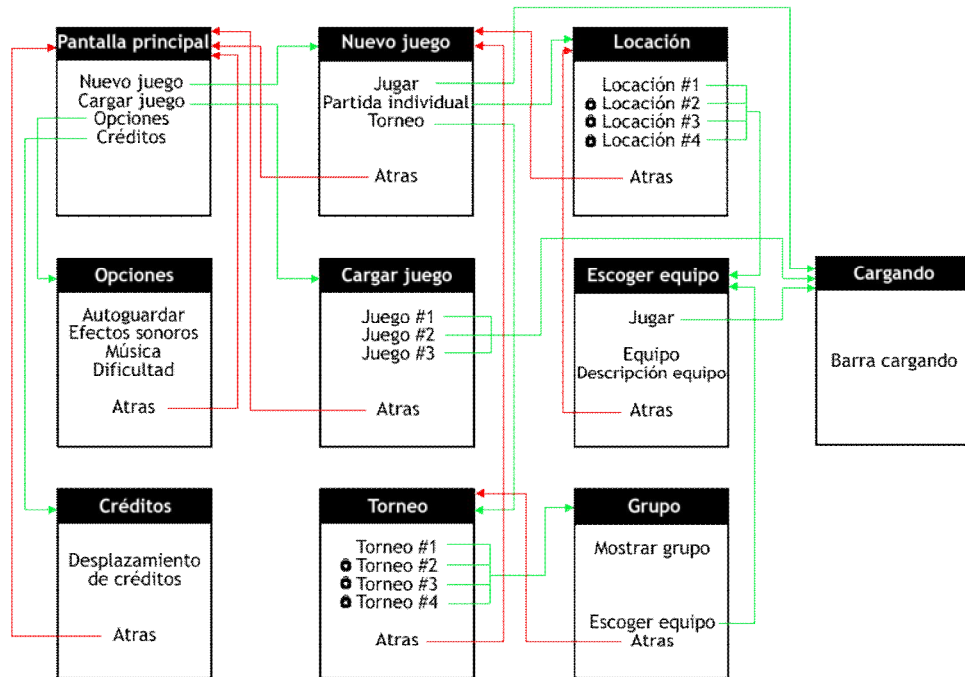 Pantalla principal
Nuevo juego
Cargar juego
Opciones
Créditos
Nuevo juego
Jugar
Partida individual
Torneo
Atras
Locación
Locación #1
Locación #2
Locación #3
Locación #4
Atras
Opciones
Autoguardar
Efectos sonoros
Música
Dificultad
Atras
Cargar juego
Juego #1
Juego #2
Juego #3
Atras
Escoger equipo
Jugar
Equipo
Descripción equipo
Atras
Cargando
Barra cargando
Créditos
Desplazamiento
de créditos
Atras
Torneo
Torneo #1
Torneo #2
Torneo #3
Torneo #4
Atras
Grupo
Mostrar grupo
Escoger equipo
Atras